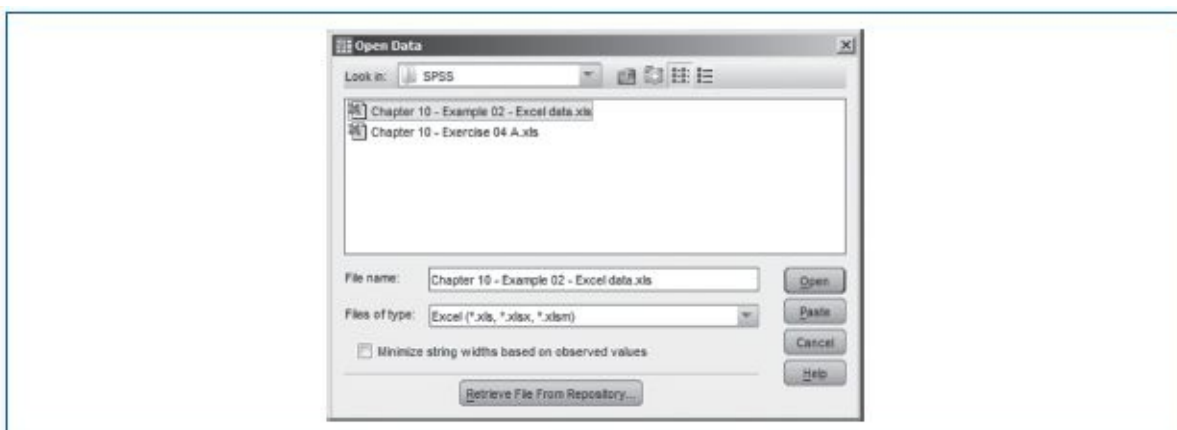 Open Data
Look in: SPSS
Chapter 10 - Example 02 - Excel data.xls
Chapter 10 - Exercise 04 A.xls
File name: Chapter 10 - Example 02 - Excel data.xls Open
Files of type: Excel (*.xls, *.xlsx, *.xlsm) Paste
Minimize string widths based on observed values Cancel
Help
Retrieve File From Repository...